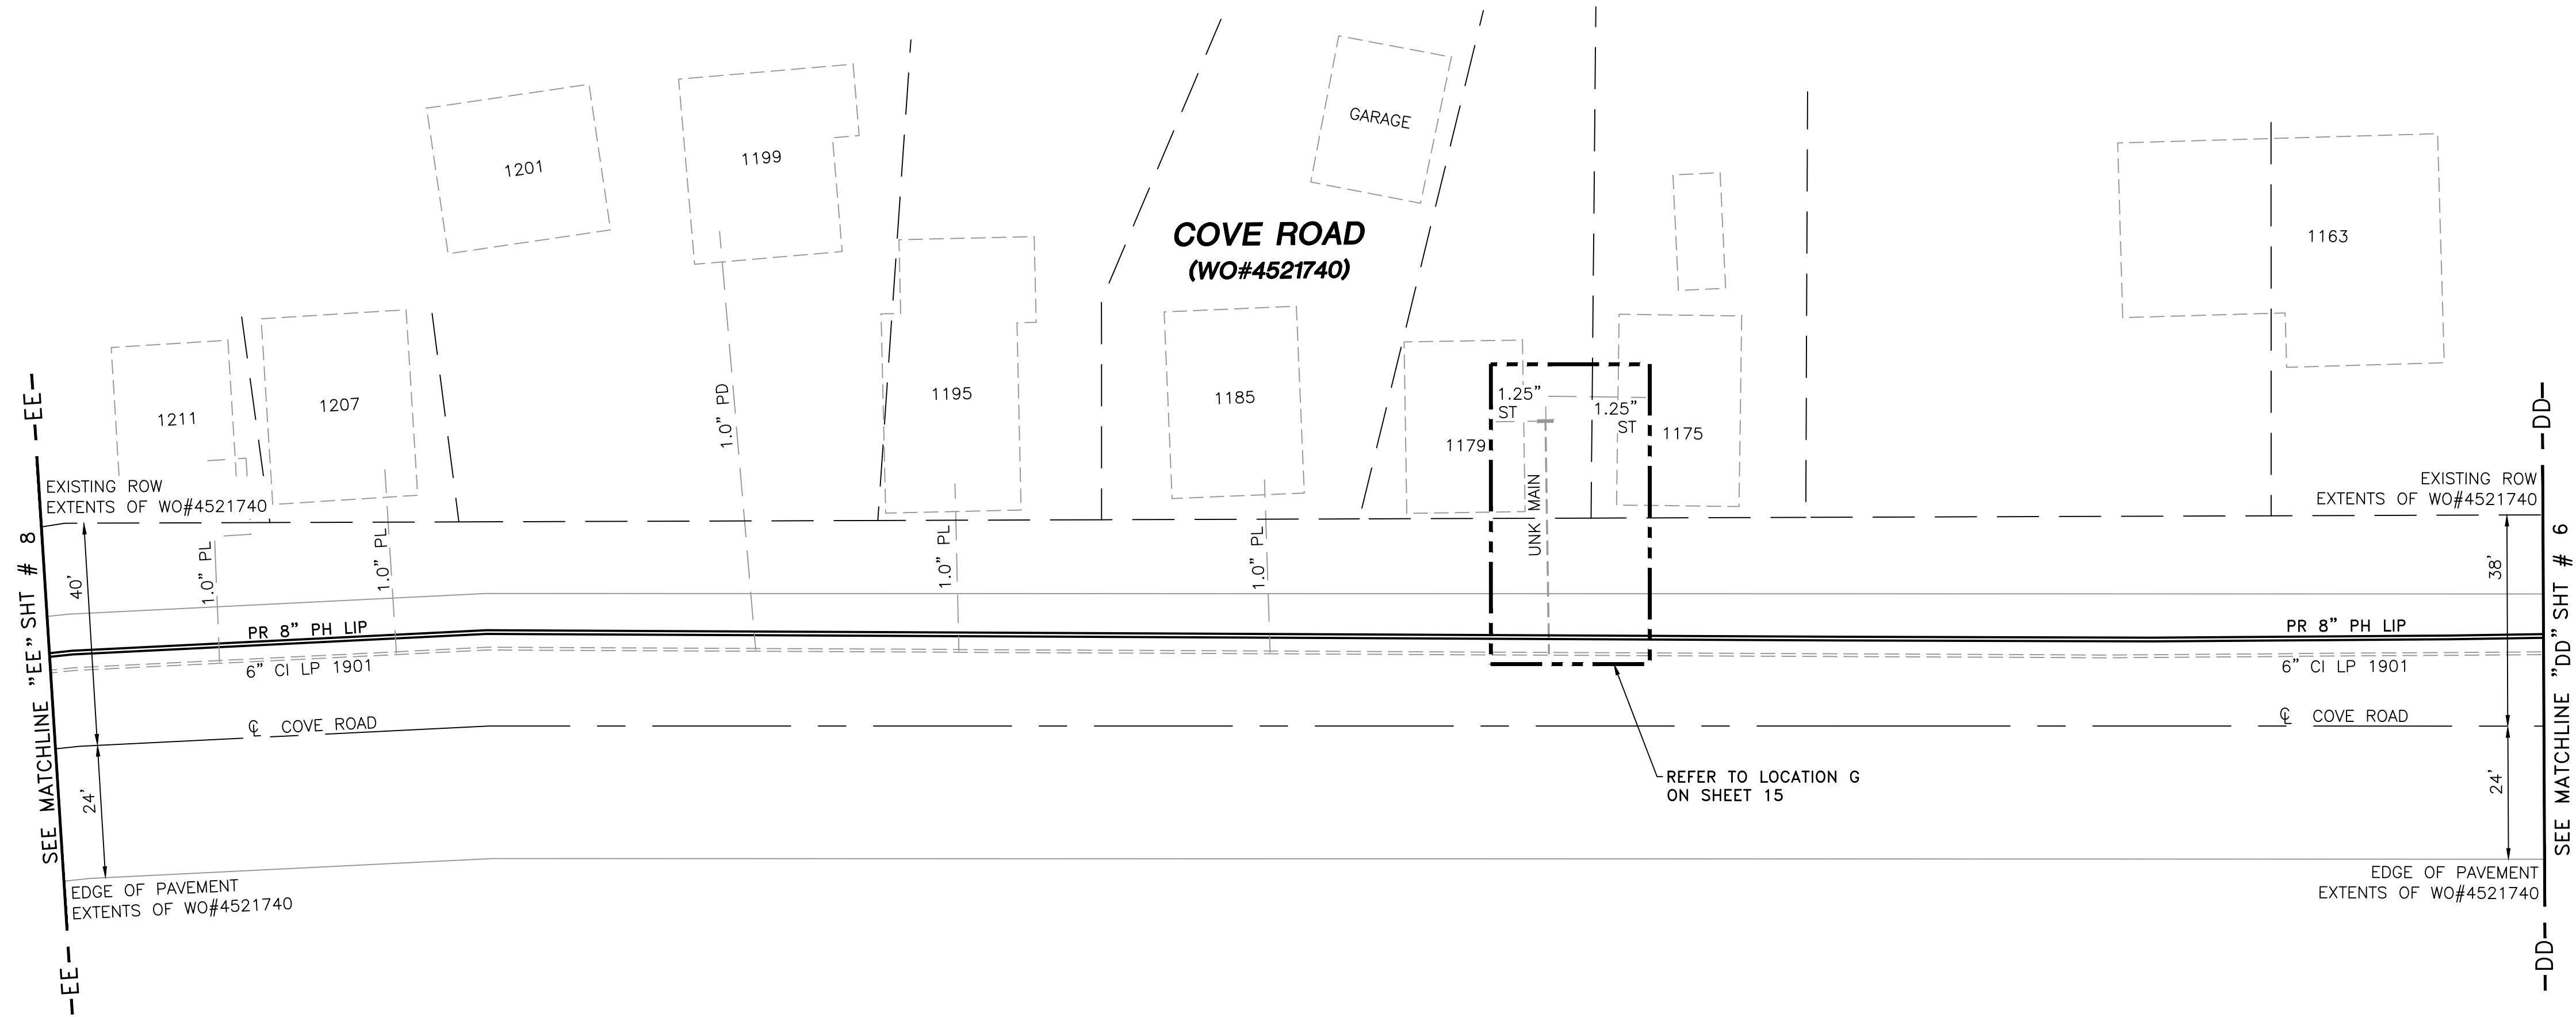 GARAGE
1201
1199
COVE ROAD
(WO#4521740)
1163
1211
1207
1.0" PD
1195
1185
1.25"
ST
1.25"
ST
1179
1175
EE
DD
EXISTING ROW
EXTENTS OF WO#4521740
EXISTING ROW
EXTENTS OF WO#4521740
1.0" PL
1.0" PL
1.0" PL
1.0" PL
UNK MAIN
40'
38'
PR 8" PH LIP
PR 8" PH LIP
6" CI LP 1901
6" CI LP 1901
℄ COVE ROAD
℄ COVE ROAD
SEE MATCHLINE "EE" SHT # 8
SEE MATCHLINE "DD" SHT # 6
24'
24'
REFER TO LOCATION G
ON SHEET 15
EDGE OF PAVEMENT
EXTENTS OF WO#4521740
EDGE OF PAVEMENT
EXTENTS OF WO#4521740
EE
DD